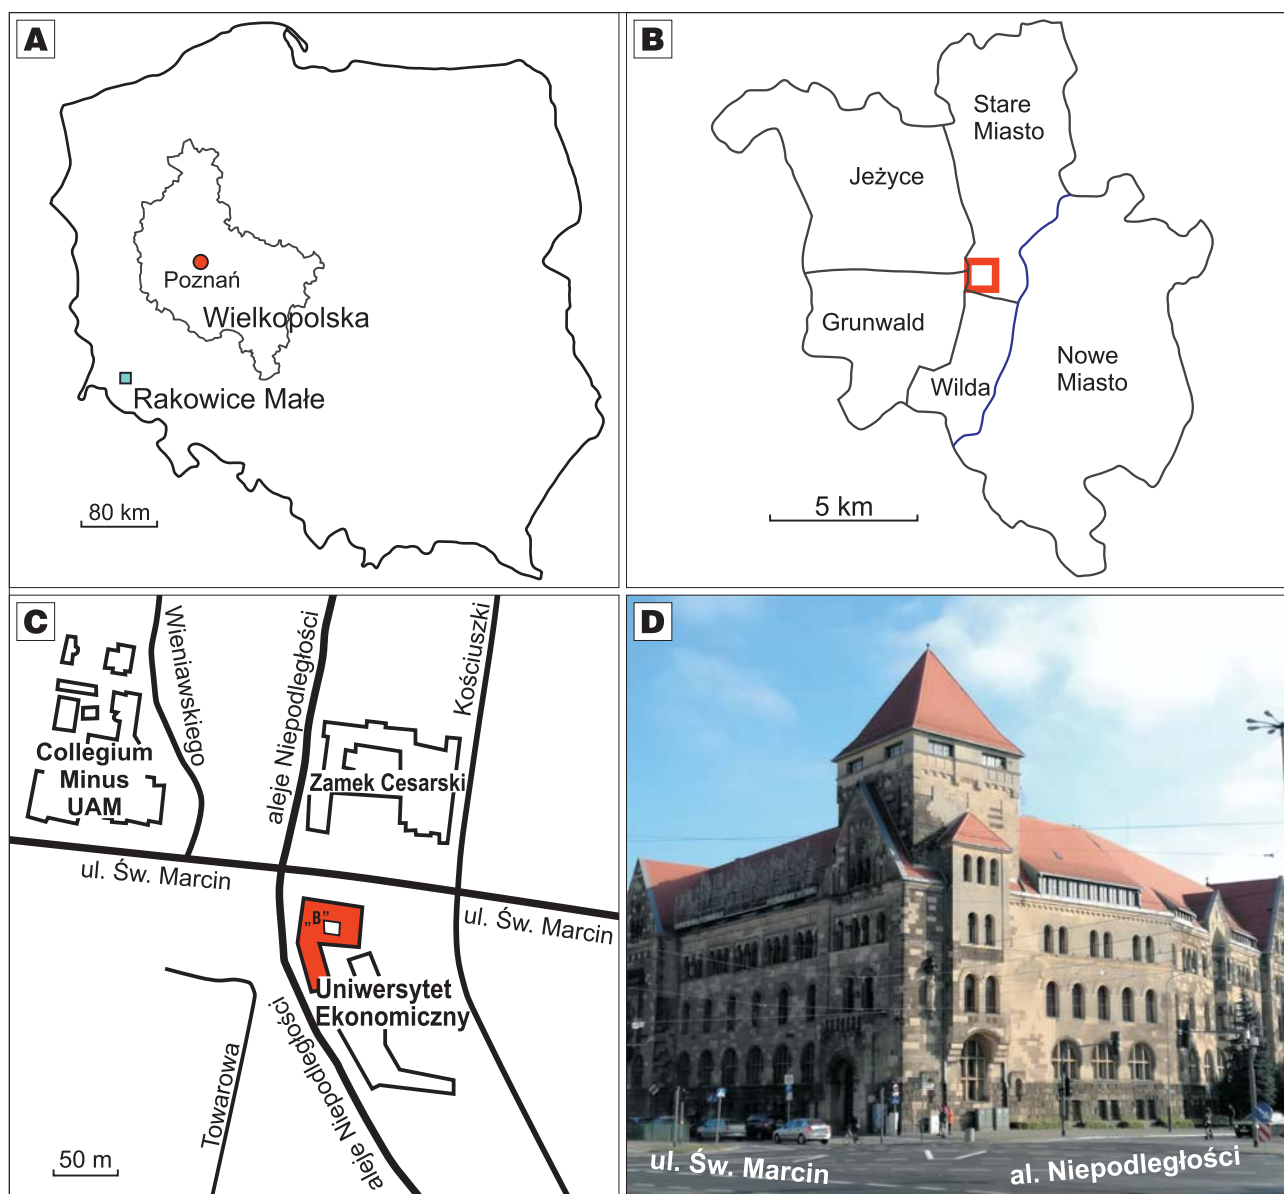 A
Poznań
Wielkopolska
Rakowice Małe
80 km
B
Stare
Miasto
Jeżyce
Grunwald
Wilda
Nowe
Miasto
5 km
C
Wieniawskiego
aleje Niepodległości
Kościuszki
Collegium
Minus
UAM
Zamek Cesarski
ul. Św. Marcin
ul. Św. Marcin
„B”
Uniwersytet
Ekonomiczny
aleje Niepodległości
Towarowa
50 m
D
ul. Św. Marcin
al. Niepodległości